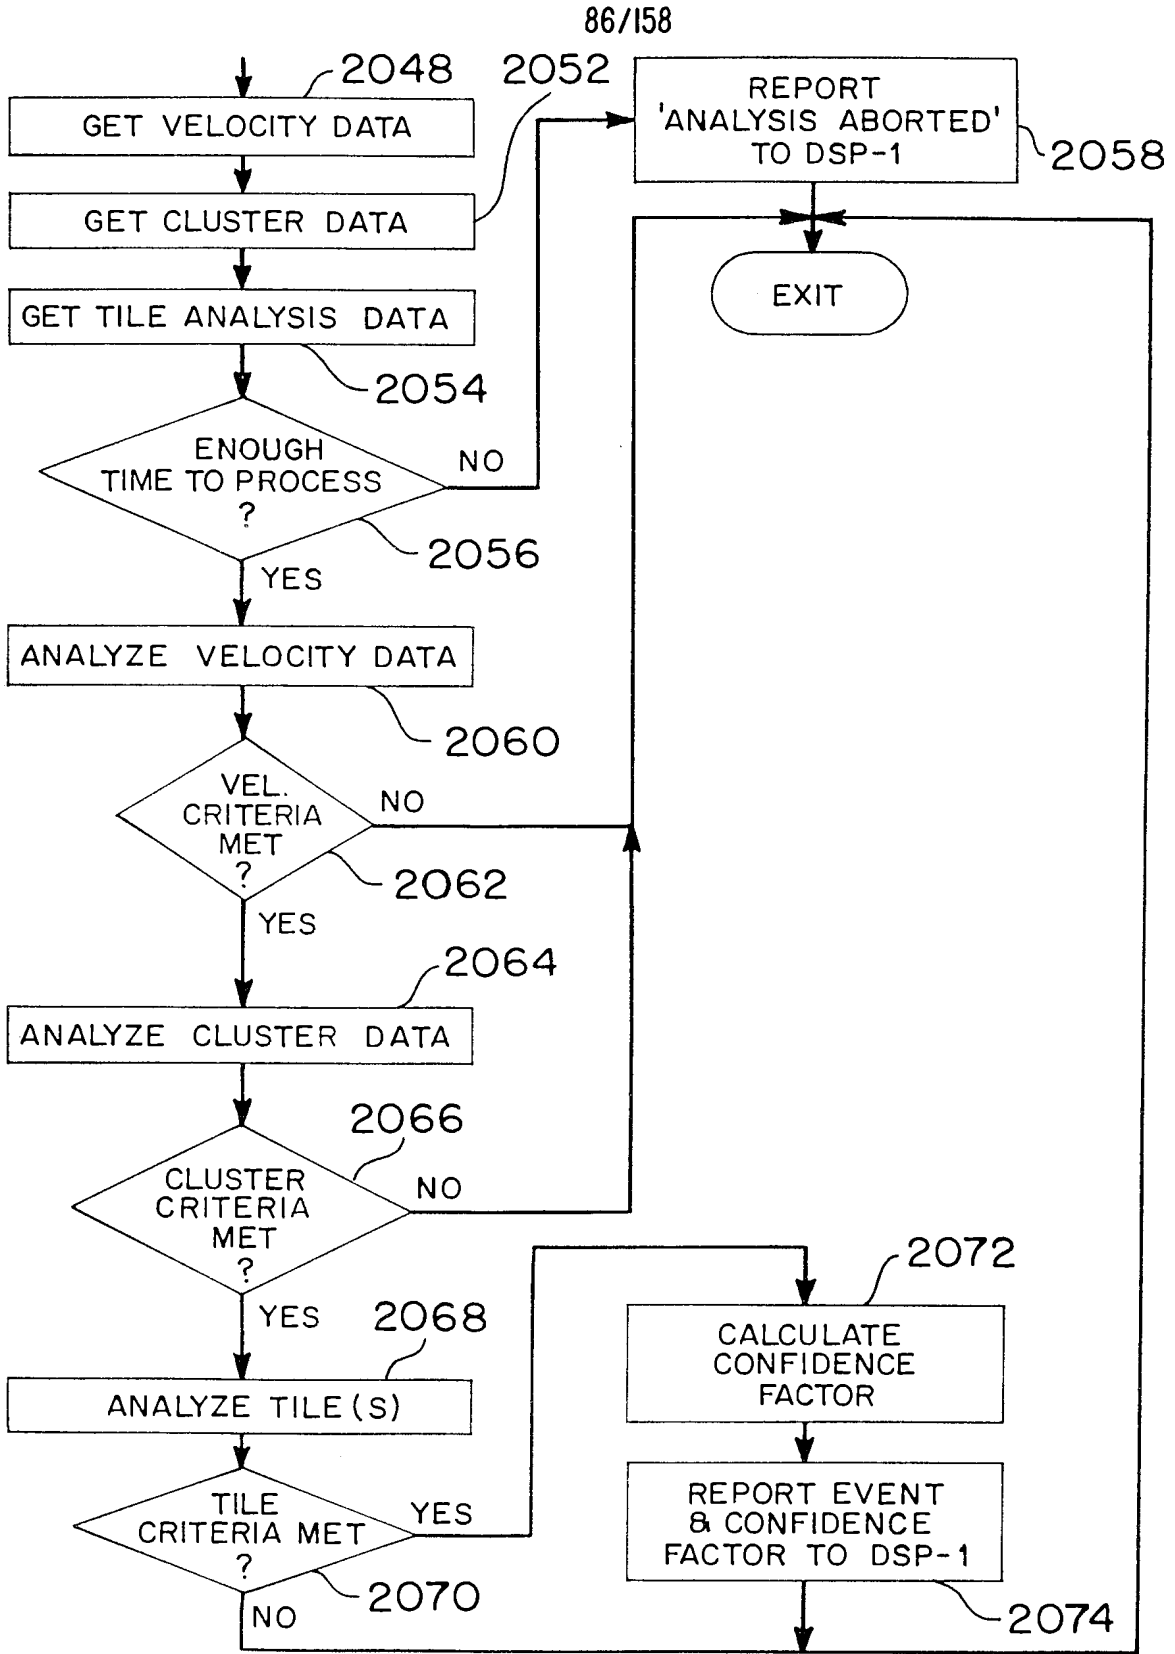 86/158
2048
GET VELOCITY DATA
2052
GET CLUSTER DATA
GET TILE ANALYSIS DATA
2054
REPORT
'ANALYSIS ABORTED'
TO DSP-1
2058
EXIT
ENOUGH
TIME TO PROCESS
?
NO
2056
YES
ANALYZE VELOCITY DATA
2060
VEL.
CRITERIA
MET
?
NO
2062
YES
2064
ANALYZE CLUSTER DATA
2066
CLUSTER
CRITERIA
MET
?
NO
YES
2068
ANALYZE TILE(S)
TILE
CRITERIA MET
?
YES
2070
NO
2072
CALCULATE
CONFIDENCE
FACTOR
REPORT EVENT
& CONFIDENCE
FACTOR TO DSP-1
2074